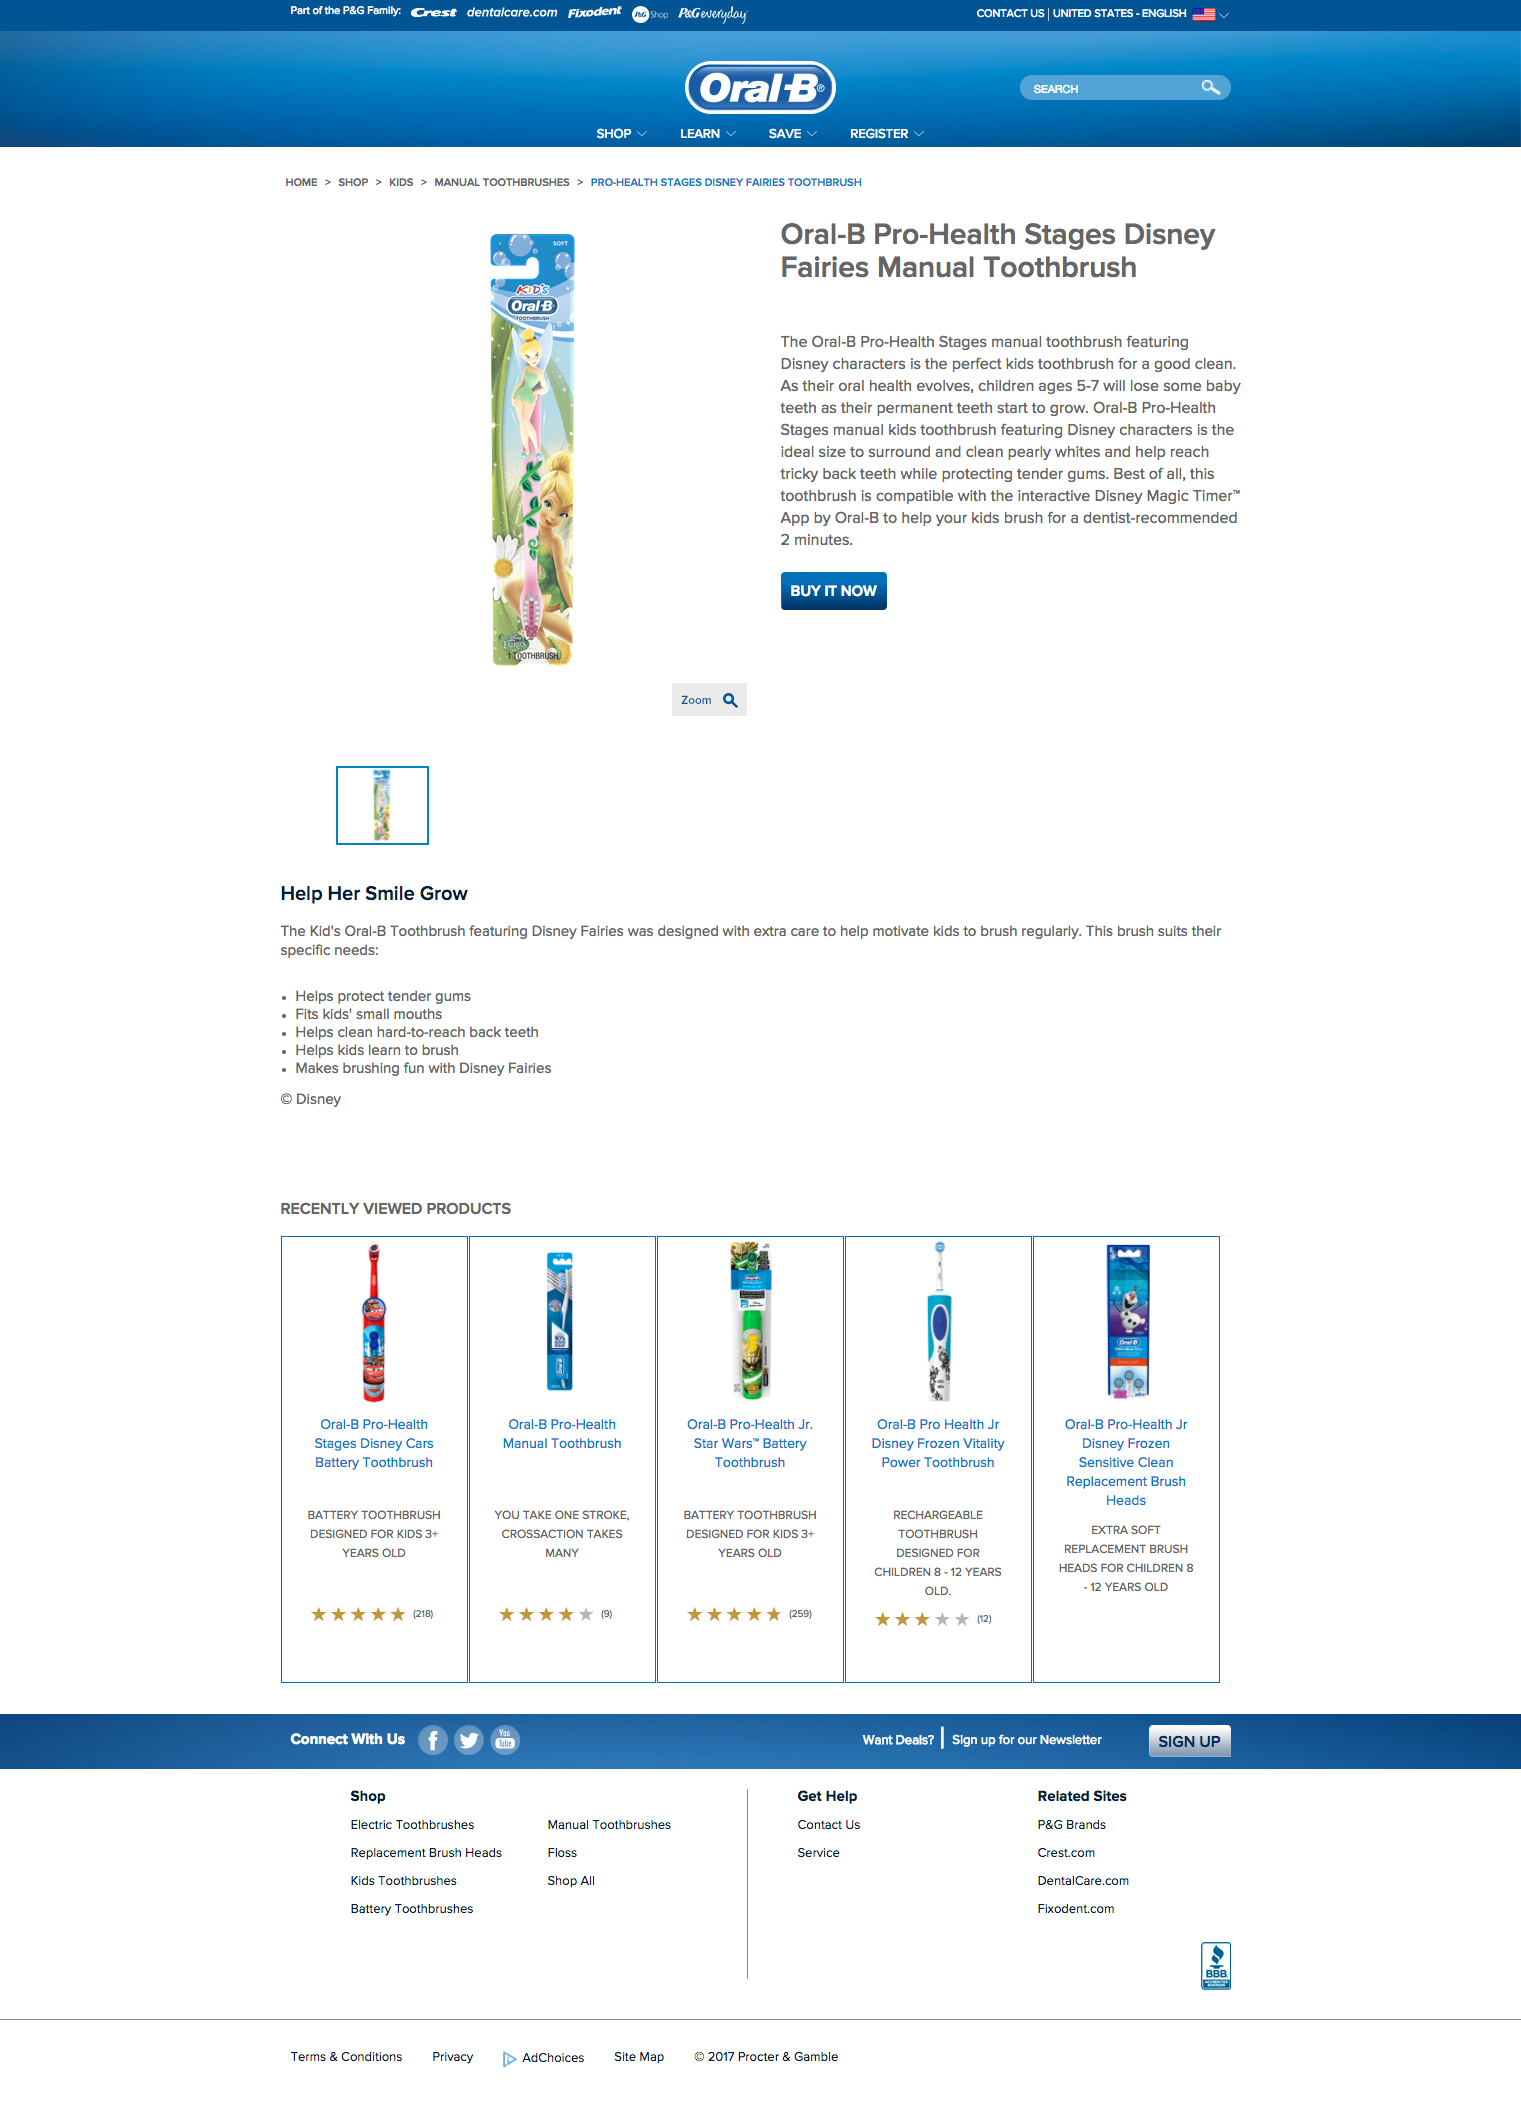 Part of the P&G Family: Crest dentalcare.com Fixodent P&G Shop P&Geveryday
CONTACT US | UNITED STATES - ENGLISH
Oral-B®
SEARCH
SHOP LEARN SAVE REGISTER
HOME > SHOP > KIDS > MANUAL TOOTHBRUSHES > PRO-HEALTH STAGES DISNEY FAIRIES TOOTHBRUSH
SOFT
KID'S
Oral-B
TOOTHBRUSH
FAIRIES
1 TOOTHBRUSH
Zoom
Oral-B Pro-Health Stages Disney
Fairies Manual Toothbrush
The Oral-B Pro-Health Stages manual toothbrush featuring
Disney characters is the perfect kids toothbrush for a good clean.
As their oral health evolves, children ages 5-7 will lose some baby
teeth as their permanent teeth start to grow. Oral-B Pro-Health
Stages manual kids toothbrush featuring Disney characters is the
ideal size to surround and clean pearly whites and help reach
tricky back teeth while protecting tender gums. Best of all, this
toothbrush is compatible with the interactive Disney Magic Timer™
App by Oral-B to help your kids brush for a dentist-recommended
2 minutes.
BUY IT NOW
Help Her Smile Grow
The Kid's Oral-B Toothbrush featuring Disney Fairies was designed with extra care to help motivate kids to brush regularly. This brush suits their
specific needs:
• Helps protect tender gums
• Fits kids' small mouths
• Helps clean hard-to-reach back teeth
• Helps kids learn to brush
• Makes brushing fun with Disney Fairies
© Disney
RECENTLY VIEWED PRODUCTS
Oral-B Pro-Health
Stages Disney Cars
Battery Toothbrush
BATTERY TOOTHBRUSH
DESIGNED FOR KIDS 3+
YEARS OLD
(218)
Oral-B
Oral-B Pro-Health
Manual Toothbrush
YOU TAKE ONE STROKE,
CROSSACTION TAKES
MANY
(9)
Oral-B
Oral-B Pro-Health Jr.
Star Wars™ Battery
Toothbrush
BATTERY TOOTHBRUSH
DESIGNED FOR KIDS 3+
YEARS OLD
(259)
Oral-B Pro Health Jr
Disney Frozen Vitality
Power Toothbrush
RECHARGEABLE
TOOTHBRUSH
DESIGNED FOR
CHILDREN 8 - 12 YEARS
OLD.
(12)
Oral-B
Oral-B Pro-Health Jr
Disney Frozen
Sensitive Clean
Replacement Brush
Heads
EXTRA SOFT
REPLACEMENT BRUSH
HEADS FOR CHILDREN 8
- 12 YEARS OLD
Connect With Us You Tube
Want Deals? | Sign up for our Newsletter
SIGN UP
Shop
Electric Toothbrushes
Replacement Brush Heads
Kids Toothbrushes
Battery Toothbrushes
Manual Toothbrushes
Floss
Shop All
Get Help
Contact Us
Service
Related Sites
P&G Brands
Crest.com
DentalCare.com
Fixodent.com
BBB
ACCREDITED
BUSINESS
Terms & Conditions Privacy AdChoices Site Map © 2017 Procter & Gamble